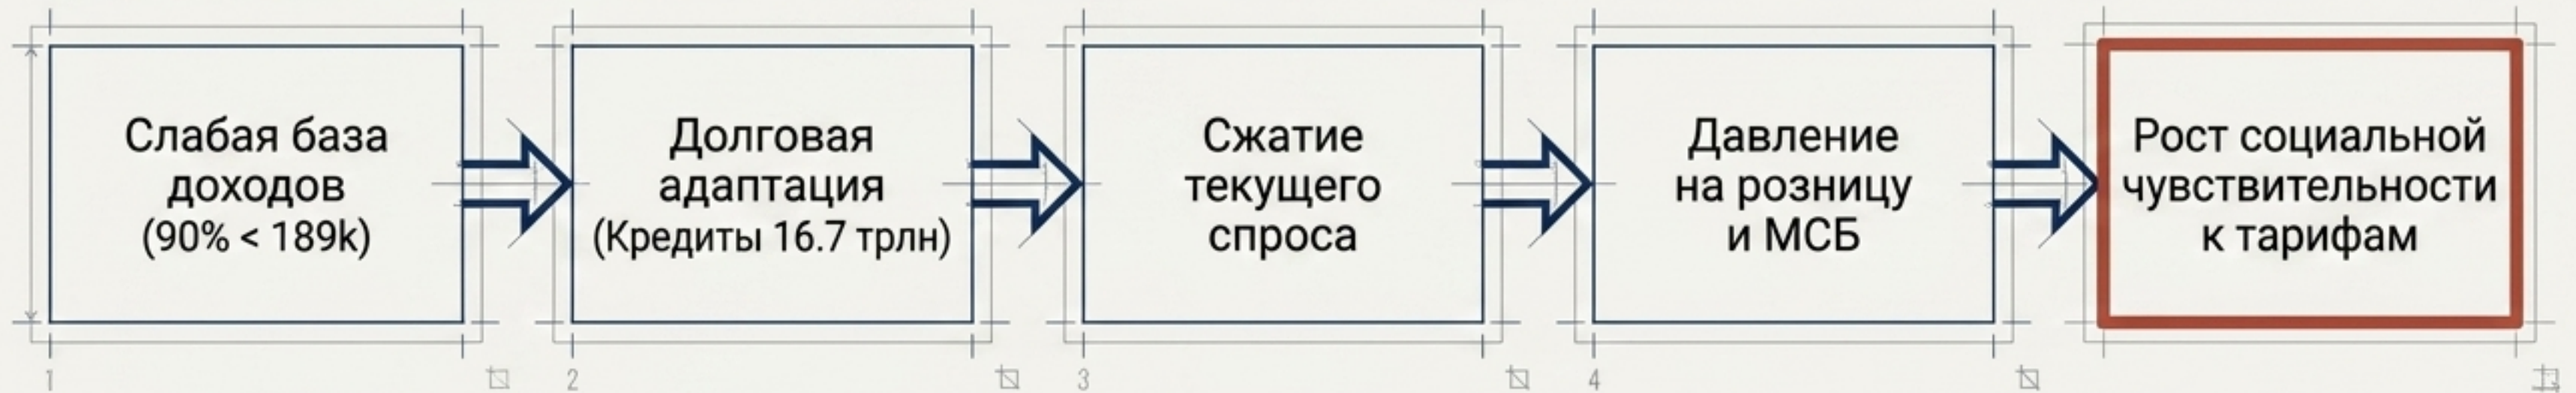 Слабая база
доходов
(90% < 189k)
Долговая
адаптация
(Кредиты 16.7 трлн)
Сжатие
текущего
спроса
Давление
на розницу
и МСБ
Рост социальной
чувствительности
к тарифам
1
2
3
4